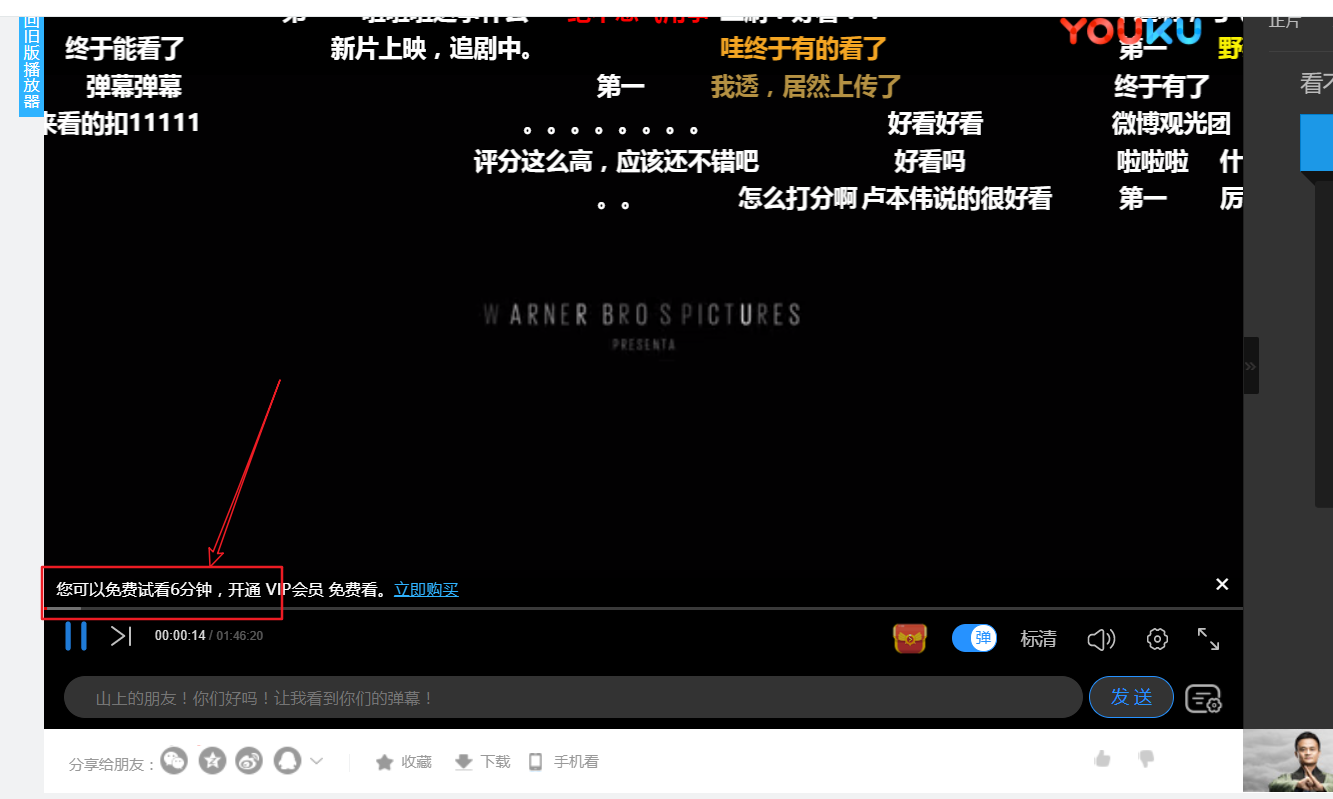 回旧版播放器
YOUKU
正片
终于能看了 新片上映，追剧中。 哇终于有的看了 第一 野
弹幕弹幕 第一 我透，居然上传了 终于有了
看不
来看的扣11111 。。。。。。。。 好看好看 微博观光团
评分这么高，应该还不错吧 好看吗 啦啦啦 什
。。 怎么打分啊 卢本伟说的很好看 第一 厉
WARNER BROS PICTURES
PRESENTA
您可以免费试看6分钟，开通 VIP会员 免费看。立即购买
00:00:14 / 01:46:20
弹 标清
山上的朋友！你们好吗！让我看到你们的弹幕！
发送
分享给朋友： 收藏 下载 手机看